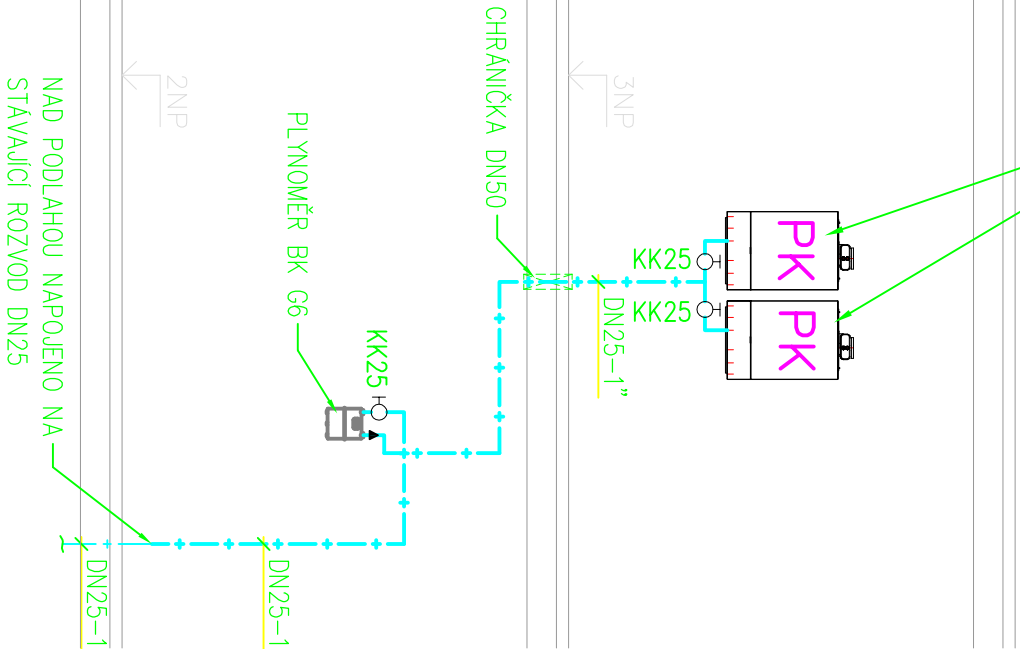 PK
PK
KK25
KK25
DN25-1"
3NP
CHRÁNIČKA DN50
KK25
PLYNOMĚR BK G6
DN25-1
2NP
DN25-1
NAD PODLAHOU NAPOJENO NA
STÁVAJÍCÍ ROZVOD DN25